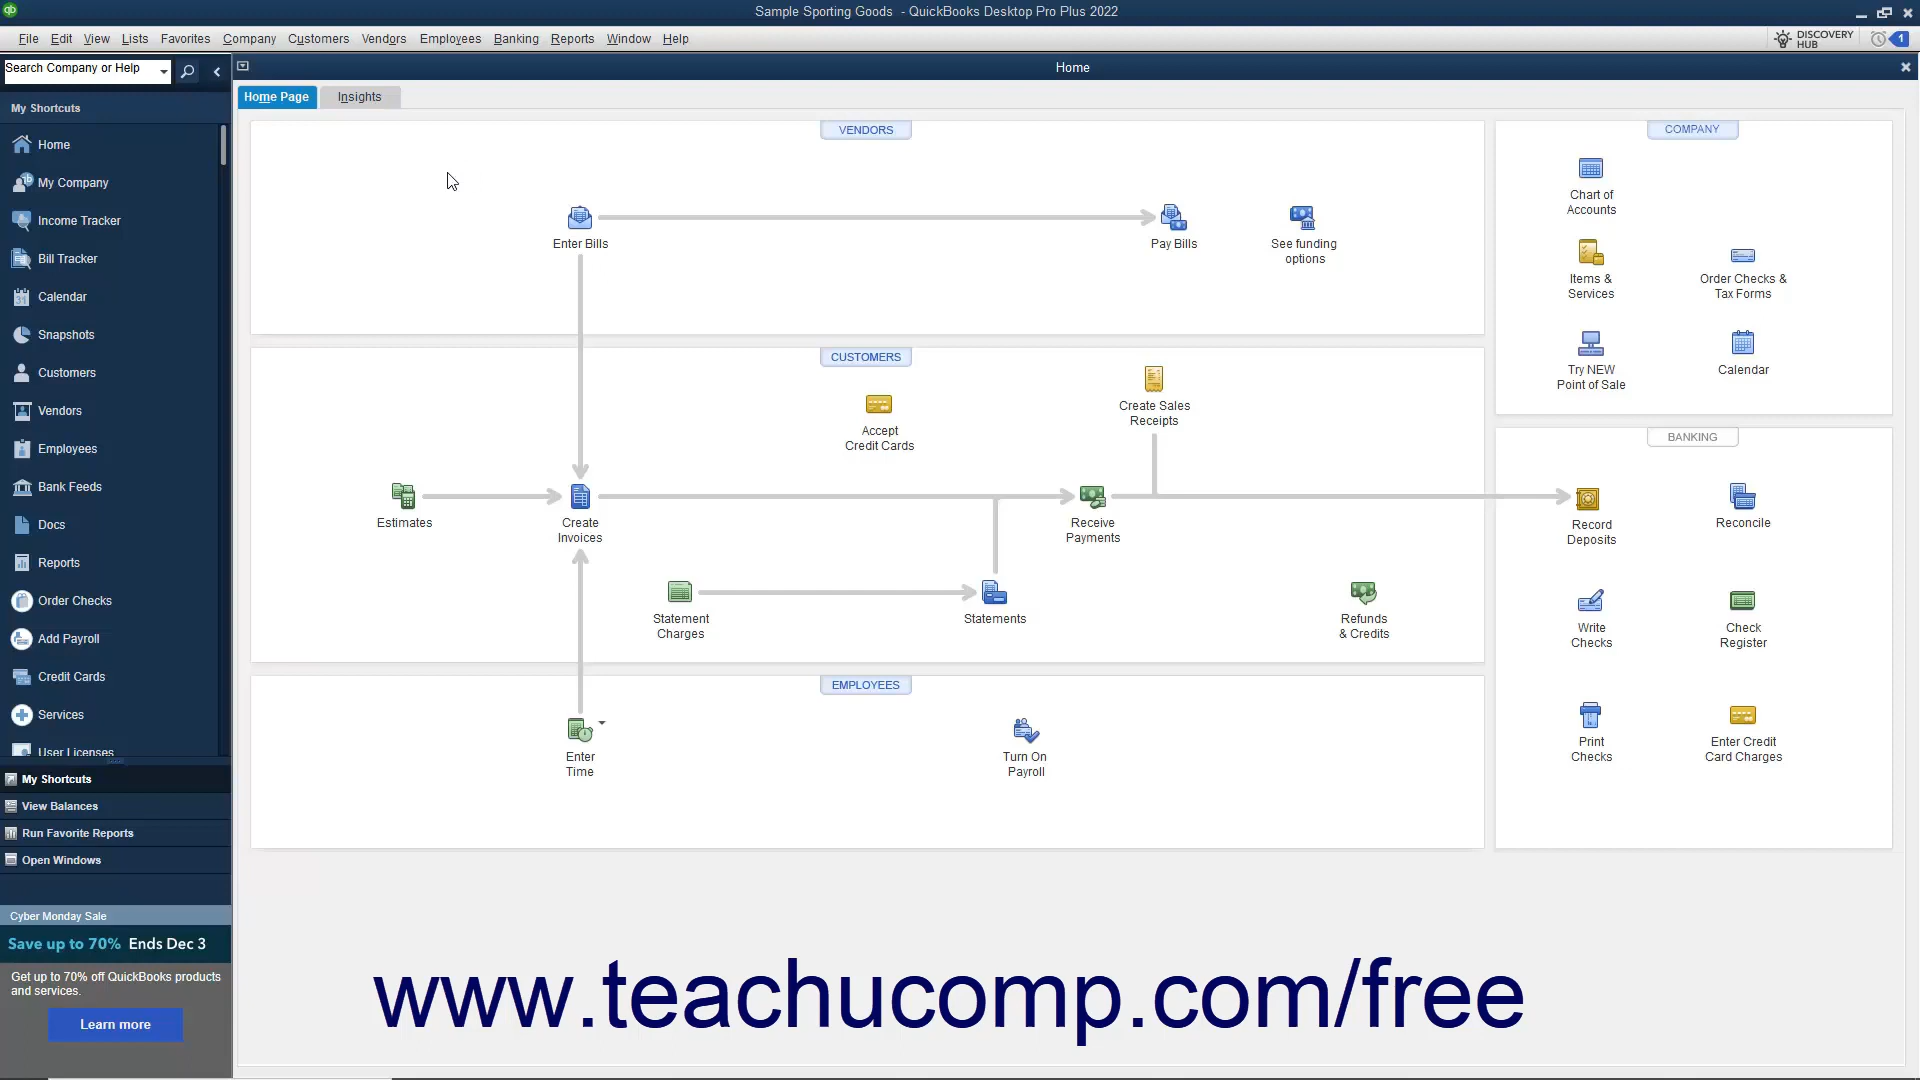 Sample Sporting Goods - QuickBooks Desktop Pro Plus 2022
File Edit View Lists Favorites Company Customers Vendors Employees Banking Reports Window Help
DISCOVERY
HUB
1
Search Company or Help
Home
My Shortcuts
Home Page Insights
Home
My Company
Income Tracker
Bill Tracker
Calendar
Snapshots
Customers
Vendors
Employees
Bank Feeds
Docs
Reports
Order Checks
Add Payroll
Credit Cards
Services
User Licenses
My Shortcuts
View Balances
Run Favorite Reports
Open Windows
Cyber Monday Sale
Save up to 70% Ends Dec 3
Get up to 70% off QuickBooks products
and services.
Learn more
VENDORS
Enter Bills
Pay Bills
See funding
options
CUSTOMERS
Accept
Credit Cards
Create Sales
Receipts
Estimates
Create
Invoices
Receive
Payments
Statement
Charges
Statements
Refunds
& Credits
EMPLOYEES
Enter
Time
Turn On
Payroll
COMPANY
Chart of
Accounts
Items &
Services
Order Checks &
Tax Forms
Try NEW
Point of Sale
Calendar
BANKING
Record
Deposits
Reconcile
Write
Checks
Check
Register
Print
Checks
Enter Credit
Card Charges
www.teachucomp.com/free